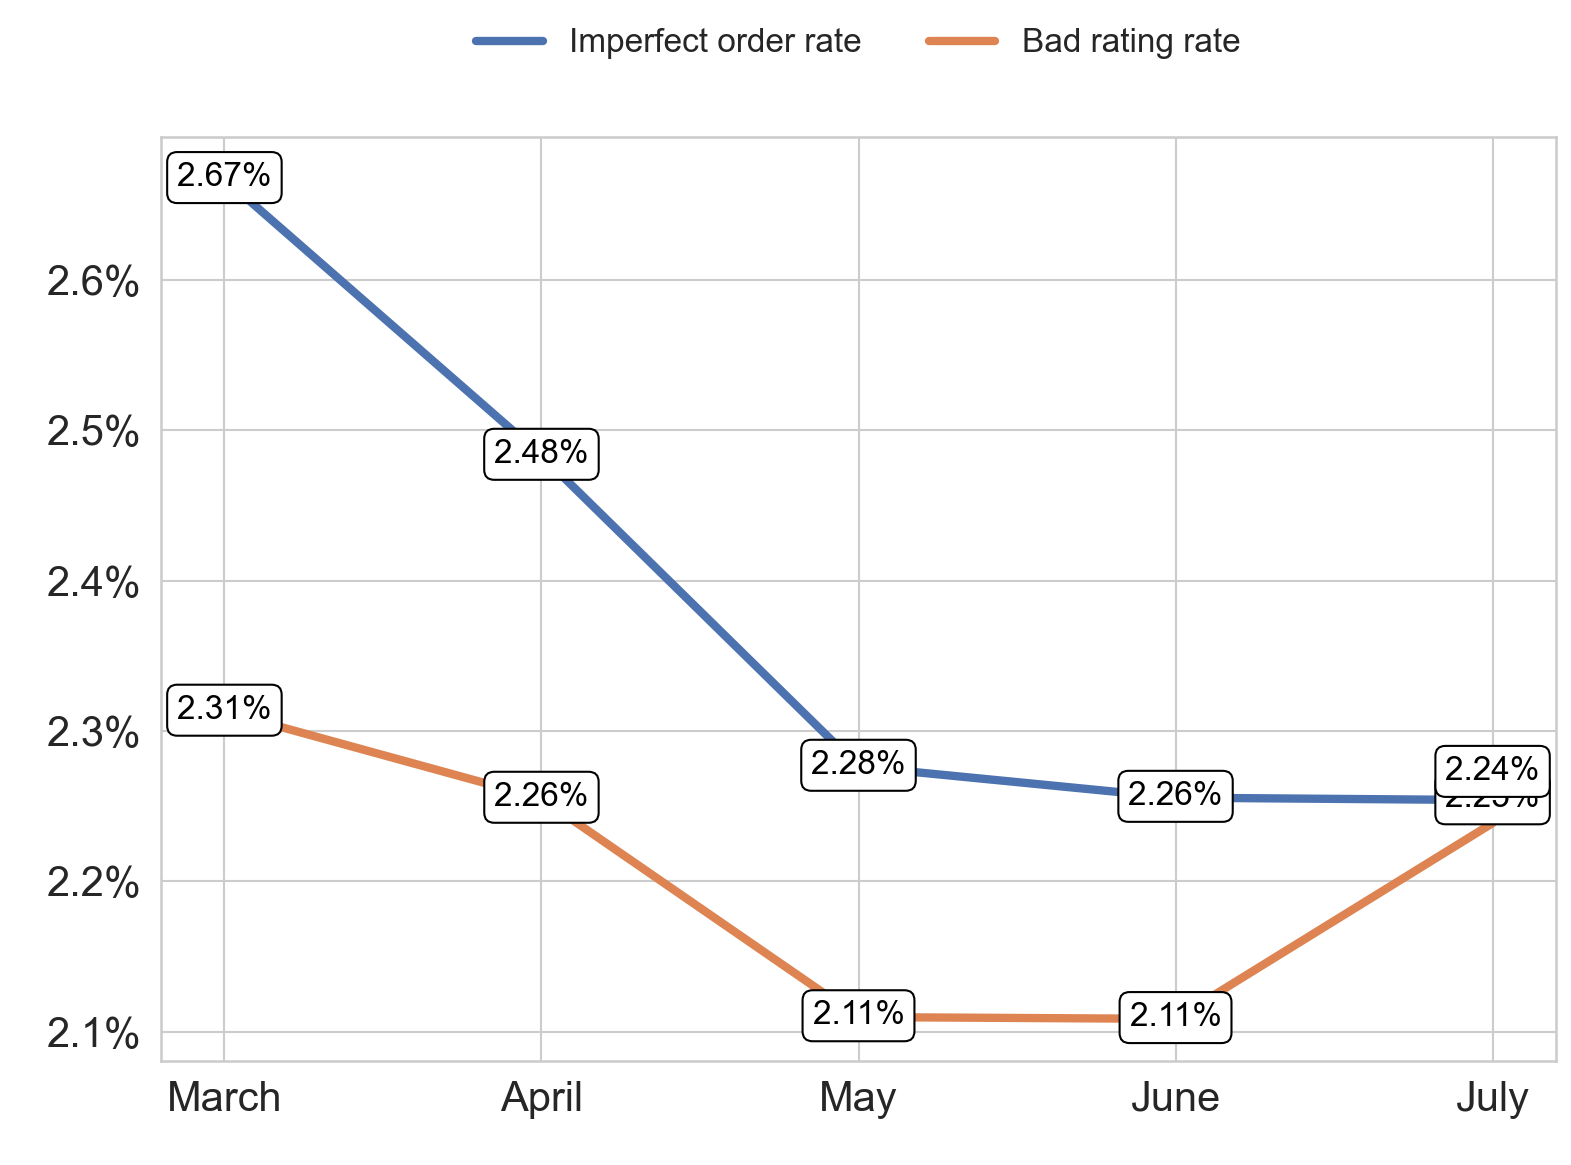 Imperfect order rate
Bad rating rate
2.67%
2.6%
2.5%
2.48%
2.4%
2.31%
2.3%
2.28%
2.24%
2.26%
2.26%
2.2%
2.11%
2.11%
2.1%
March
April
May
June
July